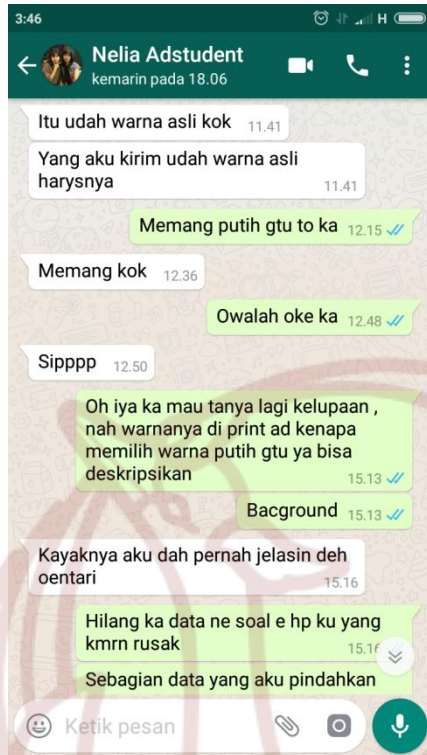 3:46 H
Nelia Adstudent
kemarin pada 18.06
Itu udah warna asli kok 11.41
Yang aku kirim udah warna asli
harysnya 11.41
Memang putih gtu to ka 12.15
Memang kok 12.36
Owalah oke ka 12.48
Sipppp 12.50
Oh iya ka mau tanya lagi kelupaan ,
nah warnanya di print ad kenapa
memilih warna putih gtu ya bisa
deskripsikan 15.13
Bacground 15.13
Kayaknya aku dah pernah jelasin deh
oentari 15.16
Hilang ka data ne soal e hp ku yang
kmrn rusak
Sebagian data yang aku pindahkan
Ketik pesan